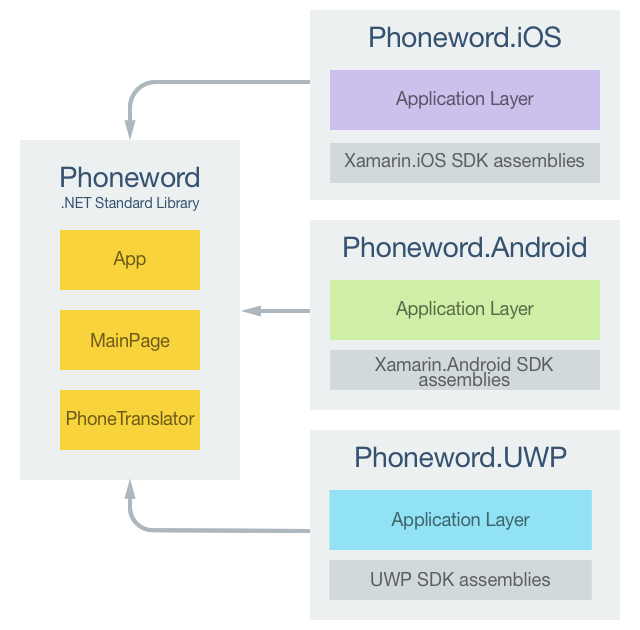 Phoneword
.NET Standard Library
App
MainPage
PhoneTranslator
Phoneword.iOS
Application Layer
Xamarin.iOS SDK assemblies
Phoneword.Android
Application Layer
Xamarin.Android SDK
assemblies
Phoneword.UWP
Application Layer
UWP SDK assemblies